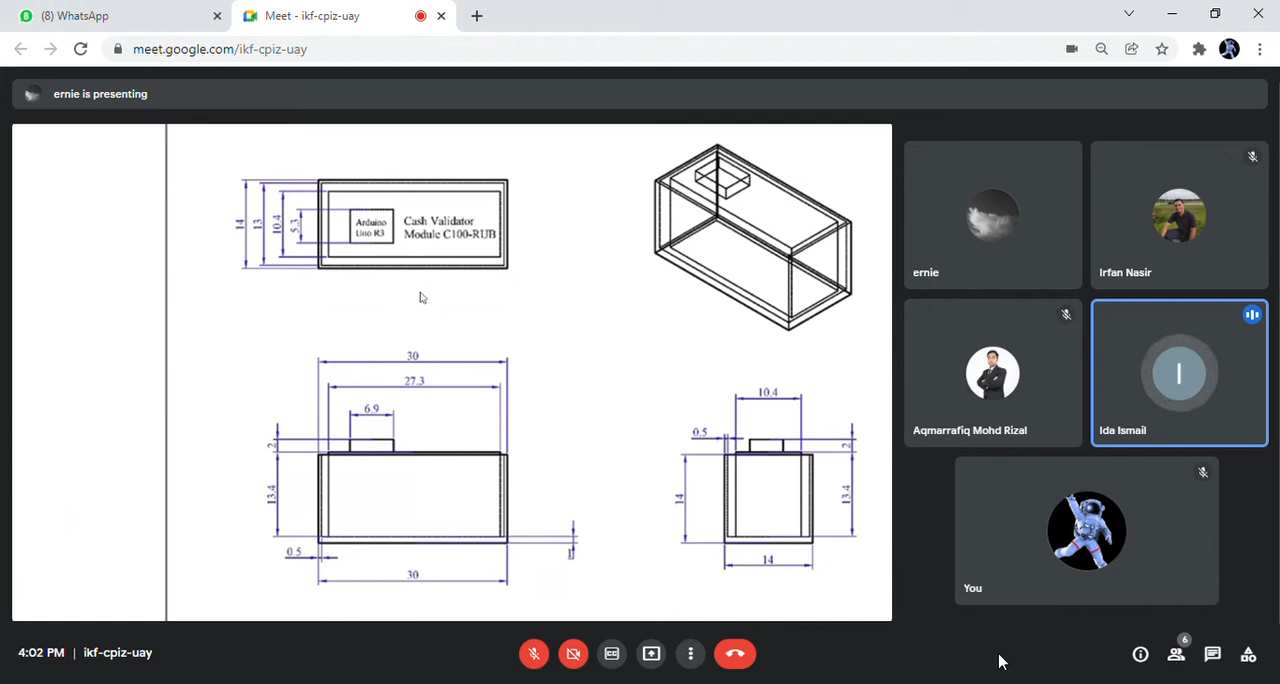 (8) WhatsApp
Meet - ikf-cpiz-uay
meet.google.com/ikf-cpiz-uay
ernie is presenting
14
13
10.4
5.3
Arduino
Uno R3
Cash Validator
Module C100-RUB
30
27.3
6.9
2
13.4
0.5
30
1
10.4
0.5
2
14
13.4
14
ernie
Irfan Nasir
Aqmarrafiq Mohd Rizal
I
Ida Ismail
You
4:02 PM | ikf-cpiz-uay
6